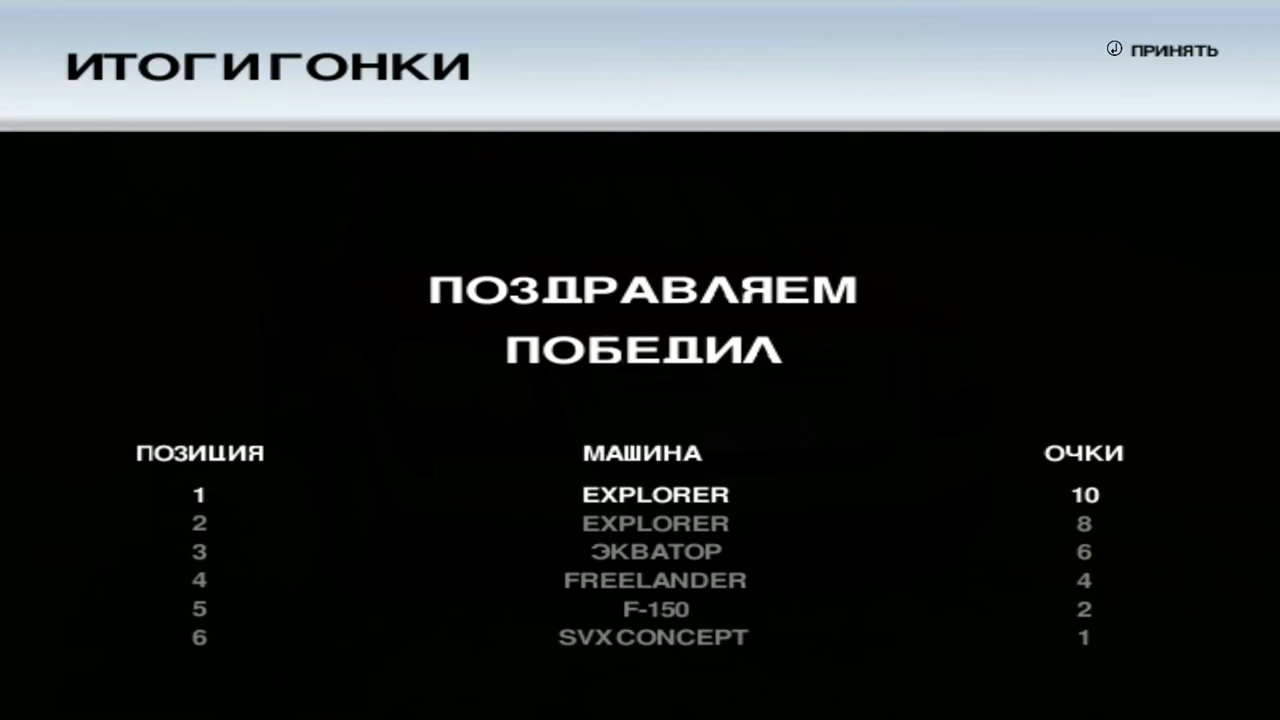 ИТОГИ ГОНКИ
ПРИНЯТЬ
ПОЗДРАВЛЯЕМ
ПОБЕДИЛ
ПОЗИЦИЯ МАШИНА ОЧКИ
1 EXPLORER 10
2 EXPLORER 8
3 ЭКВАТОР 6
4 FREELANDER 4
5 F-150 2
6 SVX CONCEPT 1